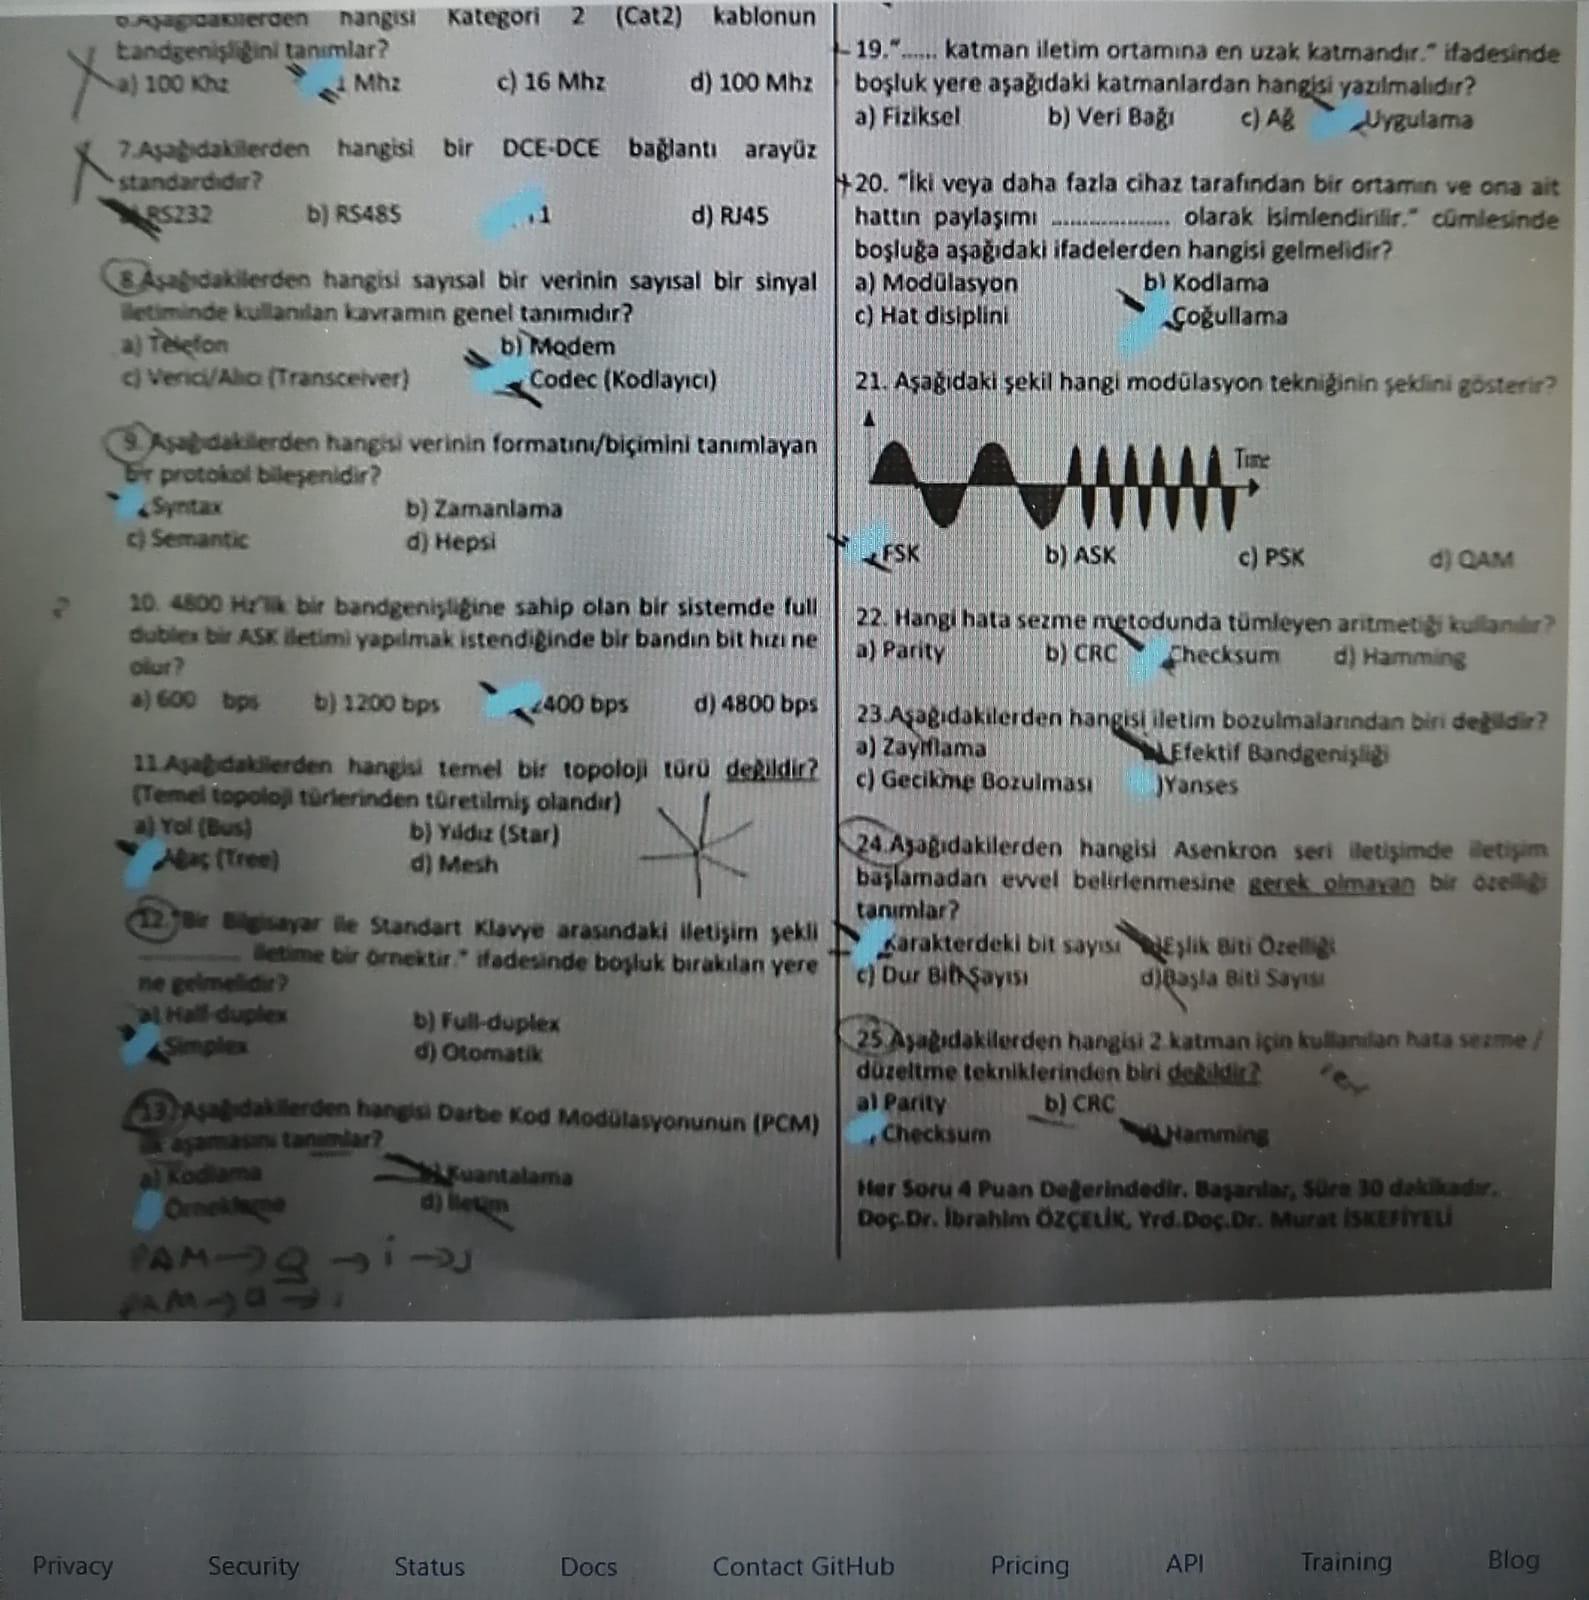 6.Aşağıdakilerden hangisi Kategori 2 (Cat2) kablonun
bandgenişliğini tanımlar?
a) 100 Khz 1 Mhz c) 16 Mhz d) 100 Mhz
7.Aşağıdakilerden hangisi bir DCE-DCE bağlantı arayüz
standardıdır?
RS232 b) RS485 .1 d) RJ45
8.Aşağıdakilerden hangisi sayısal bir verinin sayısal bir sinyal
iletiminde kullanılan kavramın genel tanımıdır?
a) Telefon b) Modem
c) Verici/Alıcı (Transceiver) Codec (Kodlayıcı)
9. Aşağıdakilerden hangisi verinin formatını/biçimini tanımlayan
bir protokol bileşenidir?
Syntax b) Zamanlama
c) Semantic d) Hepsi
10. 4800 Hz'lik bir bandgenişliğine sahip olan bir sistemde full
dublex bir ASK iletimi yapılmak istendiğinde bir bandın bit hızı ne
olur?
a) 600 bps b) 1200 bps 2400 bps d) 4800 bps
11.Aşağıdakilerden hangisi temel bir topoloji türü değildir?
(Temel topoloji türlerinden türetilmiş olandır)
a) Yol (Bus) b) Yıldız (Star)
Ağaç (Tree) d) Mesh
12."Bir Bilgisayar ile Standart Klavye arasındaki iletişim şekli
__________ iletime bir örnektir." ifadesinde boşluk bırakılan yere
ne gelmelidir?
a) Half-duplex b) Full-duplex
Simplex d) Otomatik
13.Aşağıdakilerden hangisi Darbe Kod Modülasyonunun (PCM)
ilk aşamasını tanımlar?
a) Kodlama b) Kuantalama
Örnekleme d) İletim
PAM→Q→i→
PAM→Q→i
19."...... katman iletim ortamına en uzak katmandır." ifadesinde
boşluk yere aşağıdaki katmanlardan hangisi yazılmalıdır?
a) Fiziksel b) Veri Bağı c) Ağ Uygulama
20. "İki veya daha fazla cihaz tarafından bir ortamın ve ona ait
hattın paylaşımı .................... olarak isimlendirilir." cümlesinde
boşluğa aşağıdaki ifadelerden hangisi gelmelidir?
a) Modülasyon b) Kodlama
c) Hat disiplini Çoğullama
21. Aşağıdaki şekil hangi modülasyon tekniğinin şeklini gösterir?
Time
FSK b) ASK c) PSK d) QAM
22. Hangi hata sezme metodunda tümleyen aritmetiği kullanılır?
a) Parity b) CRC Checksum d) Hamming
23.Aşağıdakilerden hangisi iletim bozulmalarından biri değildir?
a) Zayıflama Efektif Bandgenişliği
c) Gecikme Bozulması )Yanses
24.Aşağıdakilerden hangisi Asenkron seri iletişimde iletişim
başlamadan evvel belirlenmesine gerek olmayan bir özelliği
tanımlar?
Karakterdeki bit sayısı Eşlik Biti Özelliği
c) Dur Biti Sayısı d)Başla Biti Sayısı
25.Aşağıdakilerden hangisi 2.katman için kullanılan hata sezme /
düzeltme tekniklerinden biri değildir?
a) Parity b) CRC
Checksum Hamming
Her Soru 4 Puan Değerindedir. Başarılar, Süre 30 dakikadır.
Doç.Dr. İbrahim ÖZÇELİK, Yrd.Doç.Dr. Murat İSKEFİYELİ
Privacy Security Status Docs Contact GitHub Pricing API Training Blog